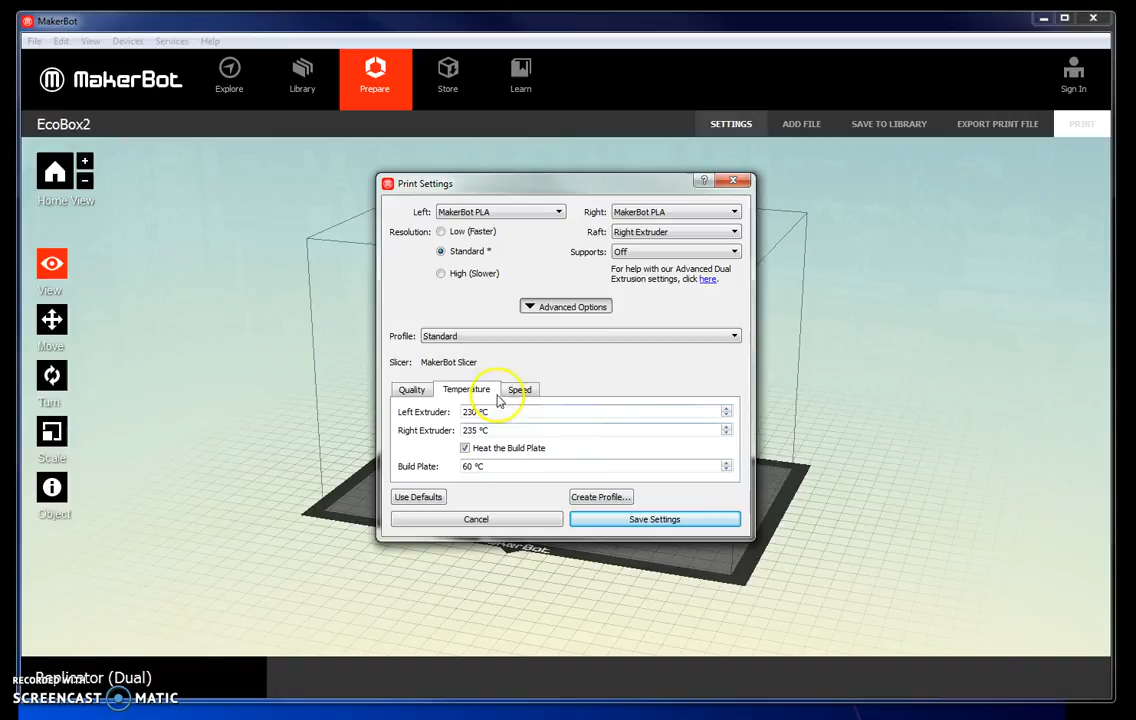 MakerBot
File Edit View Devices Services Help
MakerBot
Explore
Library
Prepare
Store
Learn
Sign In
EcoBox2
SETTINGS
ADD FILE
SAVE TO LIBRARY
EXPORT PRINT FILE
PRINT
Home View
View
Move
Turn
Scale
Object
Print Settings
Left: MakerBot PLA
Right: MakerBot PLA
Resolution: Low (Faster)
Raft: Right Extruder
Standard *
Supports: Off
High (Slower)
For help with our Advanced Dual
Extrusion settings, click here.
Advanced Options
Profile: Standard
Slicer: MakerBot Slicer
Quality
Temperature
Speed
Left Extruder: 230 °C
Right Extruder: 235 °C
Heat the Build Plate
Build Plate: 60 °C
Use Defaults
Create Profile...
Cancel
Save Settings
MakerBot
Replicator (Dual)
RECORDED WITH
SCREENCAST MATIC